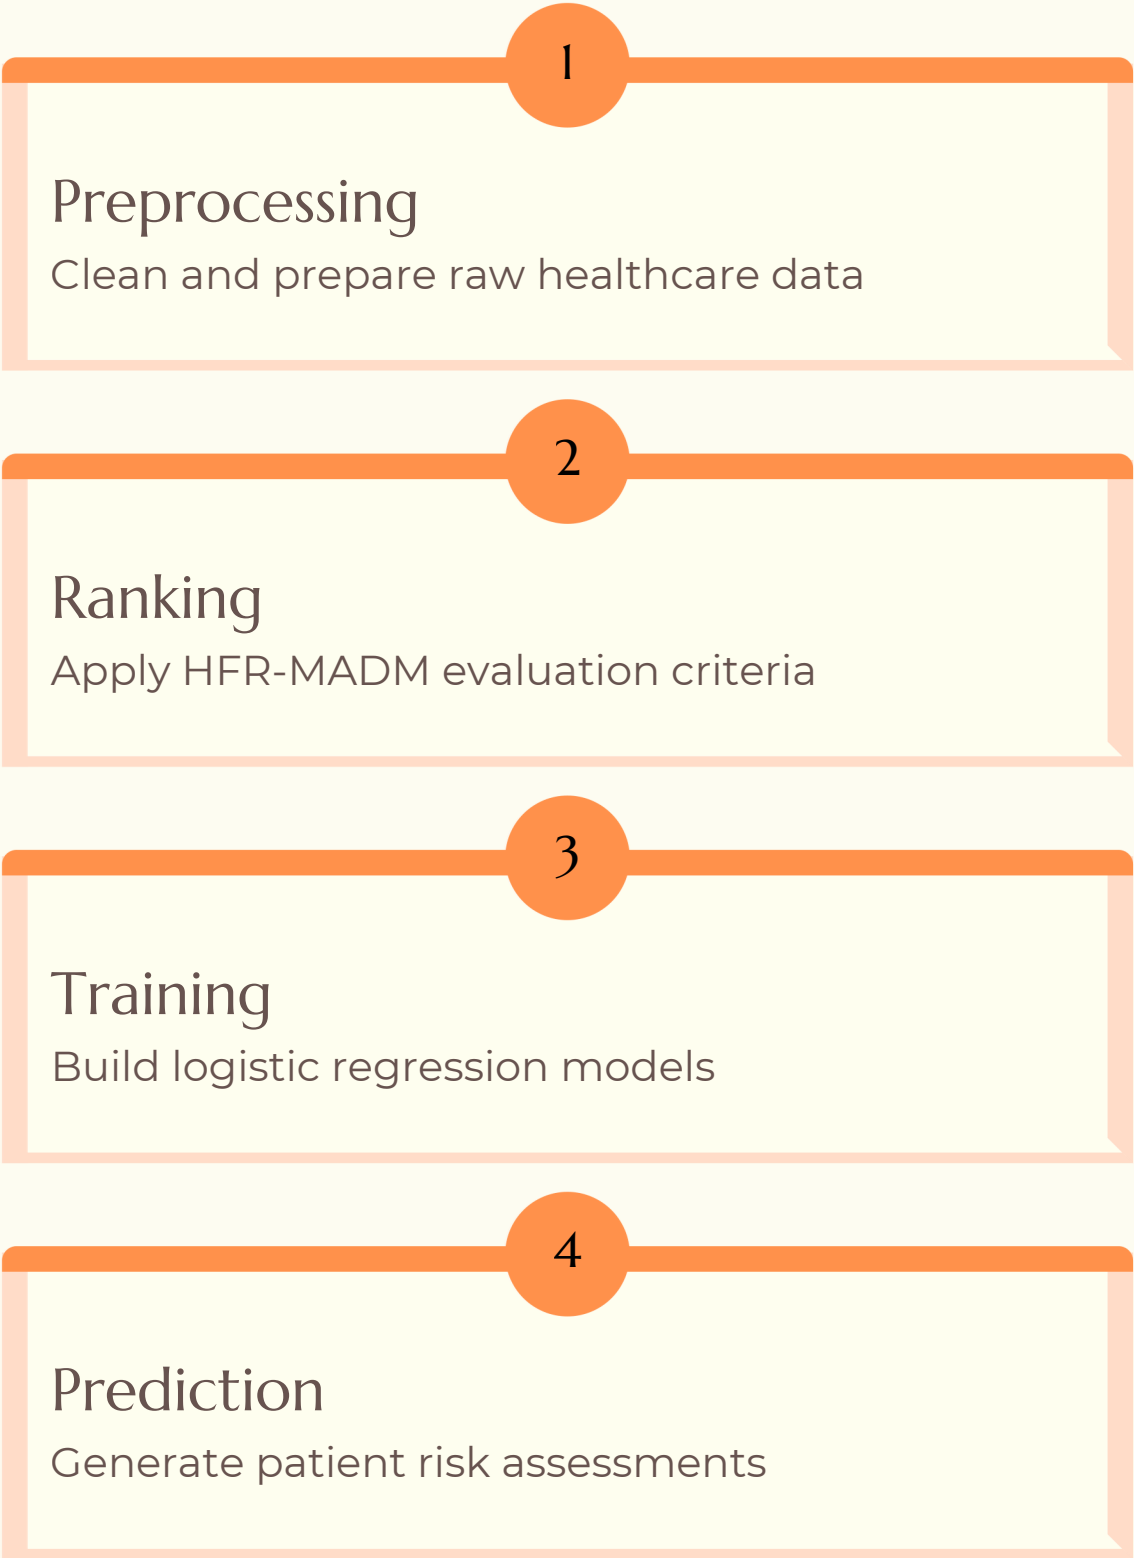 1
Preprocessing
Clean and prepare raw healthcare data
2
Ranking
Apply HFR-MADM evaluation criteria
3
Training
Build logistic regression models
4
Prediction
Generate patient risk assessments